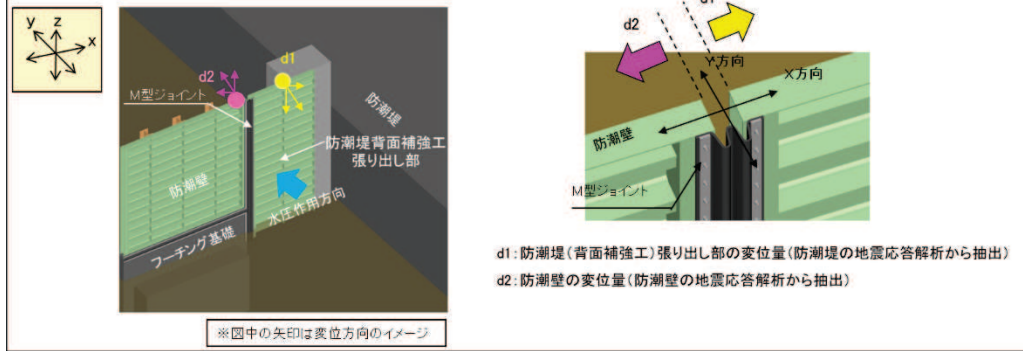 y z x
d1
d2
M型ジョイント
防潮堤
防潮堤背面補強工
張り出し部
防潮壁
水圧作用方向
フーチング基礎
※図中の矢印は変位方向のイメージ
d1
d2
Y方向
X方向
防潮壁
M型ジョイント
d1:防潮堤(背面補強工)張り出し部の変位量(防潮堤の地震応答解析から抽出)
d2:防潮壁の変位量(防潮壁の地震応答解析から抽出)